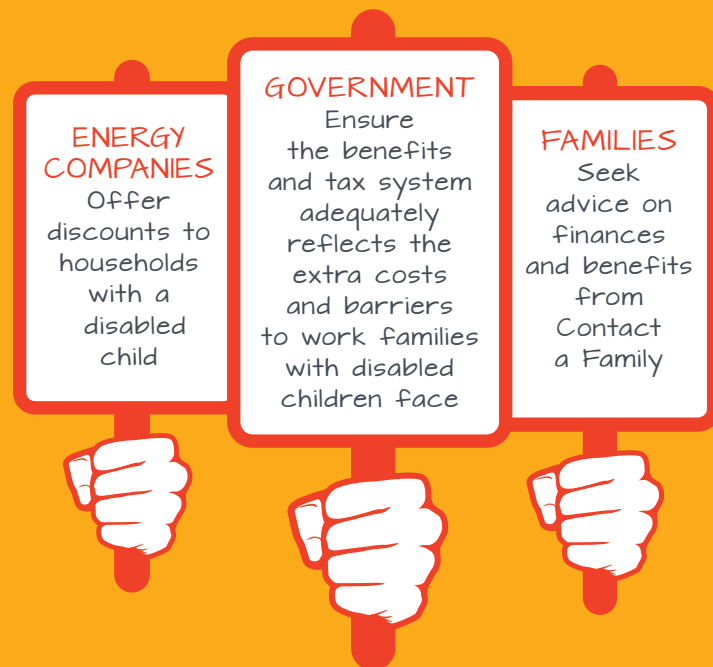 ENERGY
COMPANIES
Offer
discounts to
households
with a
disabled
child
GOVERNMENT
Ensure
the benefits
and tax system
adequately
reflects the
extra costs
and barriers
to work families
with disabled
children face
FAMILIES
Seek
advice on
finances
and benefits
from
Contact
a Family